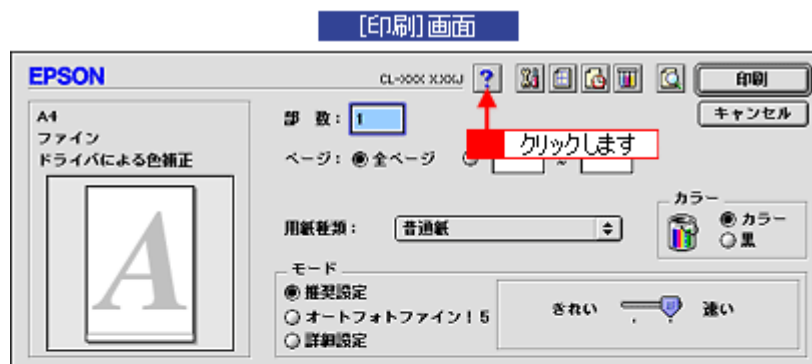 [印刷]画面
EPSON
CL-XXXX X.XXJ
?
印刷
キャンセル
A4
ファイン
ドライバによる色補正
A
部 数:1
ページ:全ページ
クリックします
~
用紙種類:普通紙
カラー
カラー
黒
モード
推奨設定
オートフォトファイン!5
詳細設定
きれい
速い